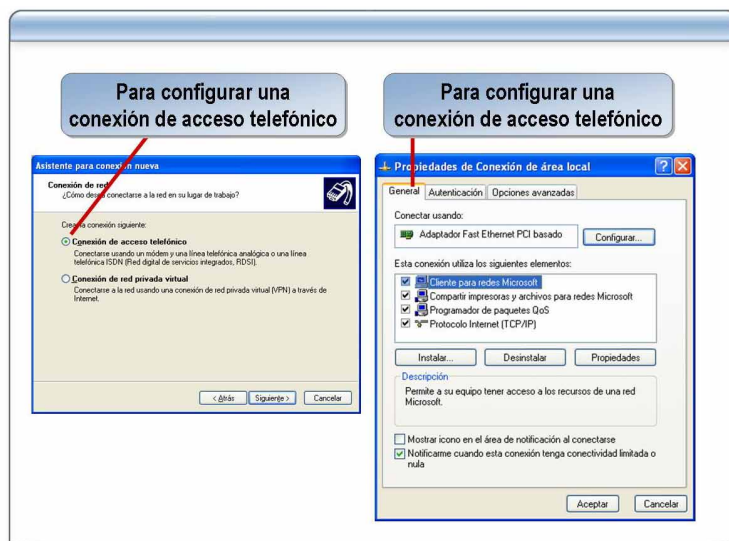 Para configurar una
conexión de acceso telefónico
Para configurar una
conexión de acceso telefónico
Asistente para conexión nueva
Conexión de red
¿Cómo desea conectarse a la red en su lugar de trabajo?
Crear la conexión siguiente:
Conexión de acceso telefónico
Conectarse usando un módem y una línea telefónica analógica o una línea
telefónica ISDN (Red digital de servicios integrados, RDSI).
Conexión de red privada virtual
Conectarse a la red usando una conexión de red privada virtual (VPN) a través de
Internet.
< Atrás
Siguiente >
Cancelar
Propiedades de Conexión de área local
General
Autenticación
Opciones avanzadas
Conectar usando:
Adaptador Fast Ethernet PCI basado
Configurar...
Esta conexión utiliza los siguientes elementos:
Cliente para redes Microsoft
Compartir impresoras y archivos para redes Microsoft
Programador de paquetes QoS
Protocolo Internet (TCP/IP)
Instalar...
Desinstalar
Propiedades
Descripción
Permite a su equipo tener acceso a los recursos de una red
Microsoft.
Mostrar icono en el área de notificación al conectarse
Notificarme cuando esta conexión tenga conectividad limitada o
nula
Aceptar
Cancelar